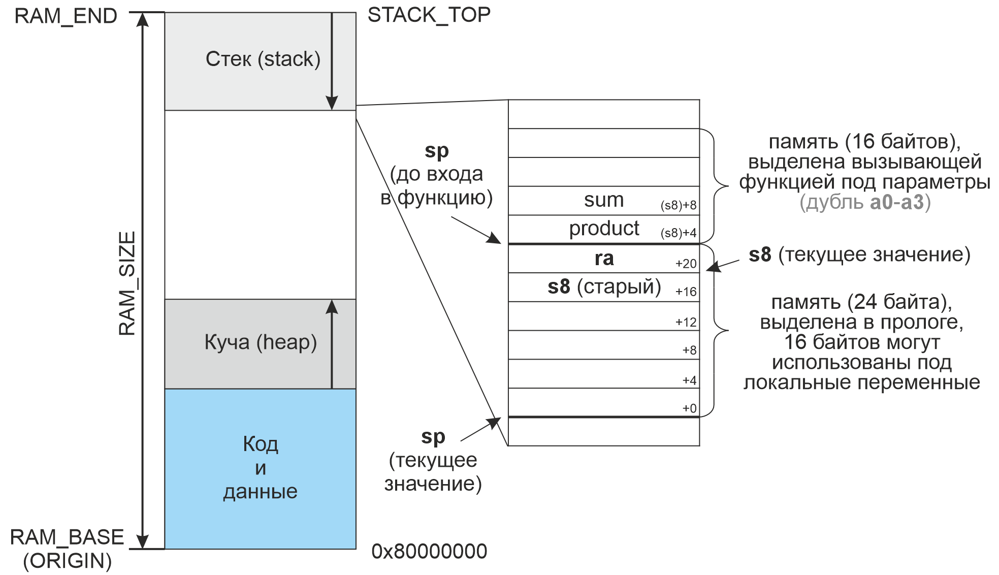 RAM_END
STACK_TOP
Стек (stack)
RAM_SIZE
Куча (heap)
Код
и
данные
RAM_BASE
(ORIGIN)
0x80000000
sp
(до входа
в функцию)
sum (s8)+8
product (s8)+4
ra +20
s8 (старый) +16
+12
+8
+4
+0
sp
(текущее
значение)
память (16 байтов),
выделена вызывающей
функцией под параметры
(дубль a0-a3)
s8 (текущее значение)
память (24 байта),
выделена в прологе,
16 байтов могут
использованы под
локальные переменные